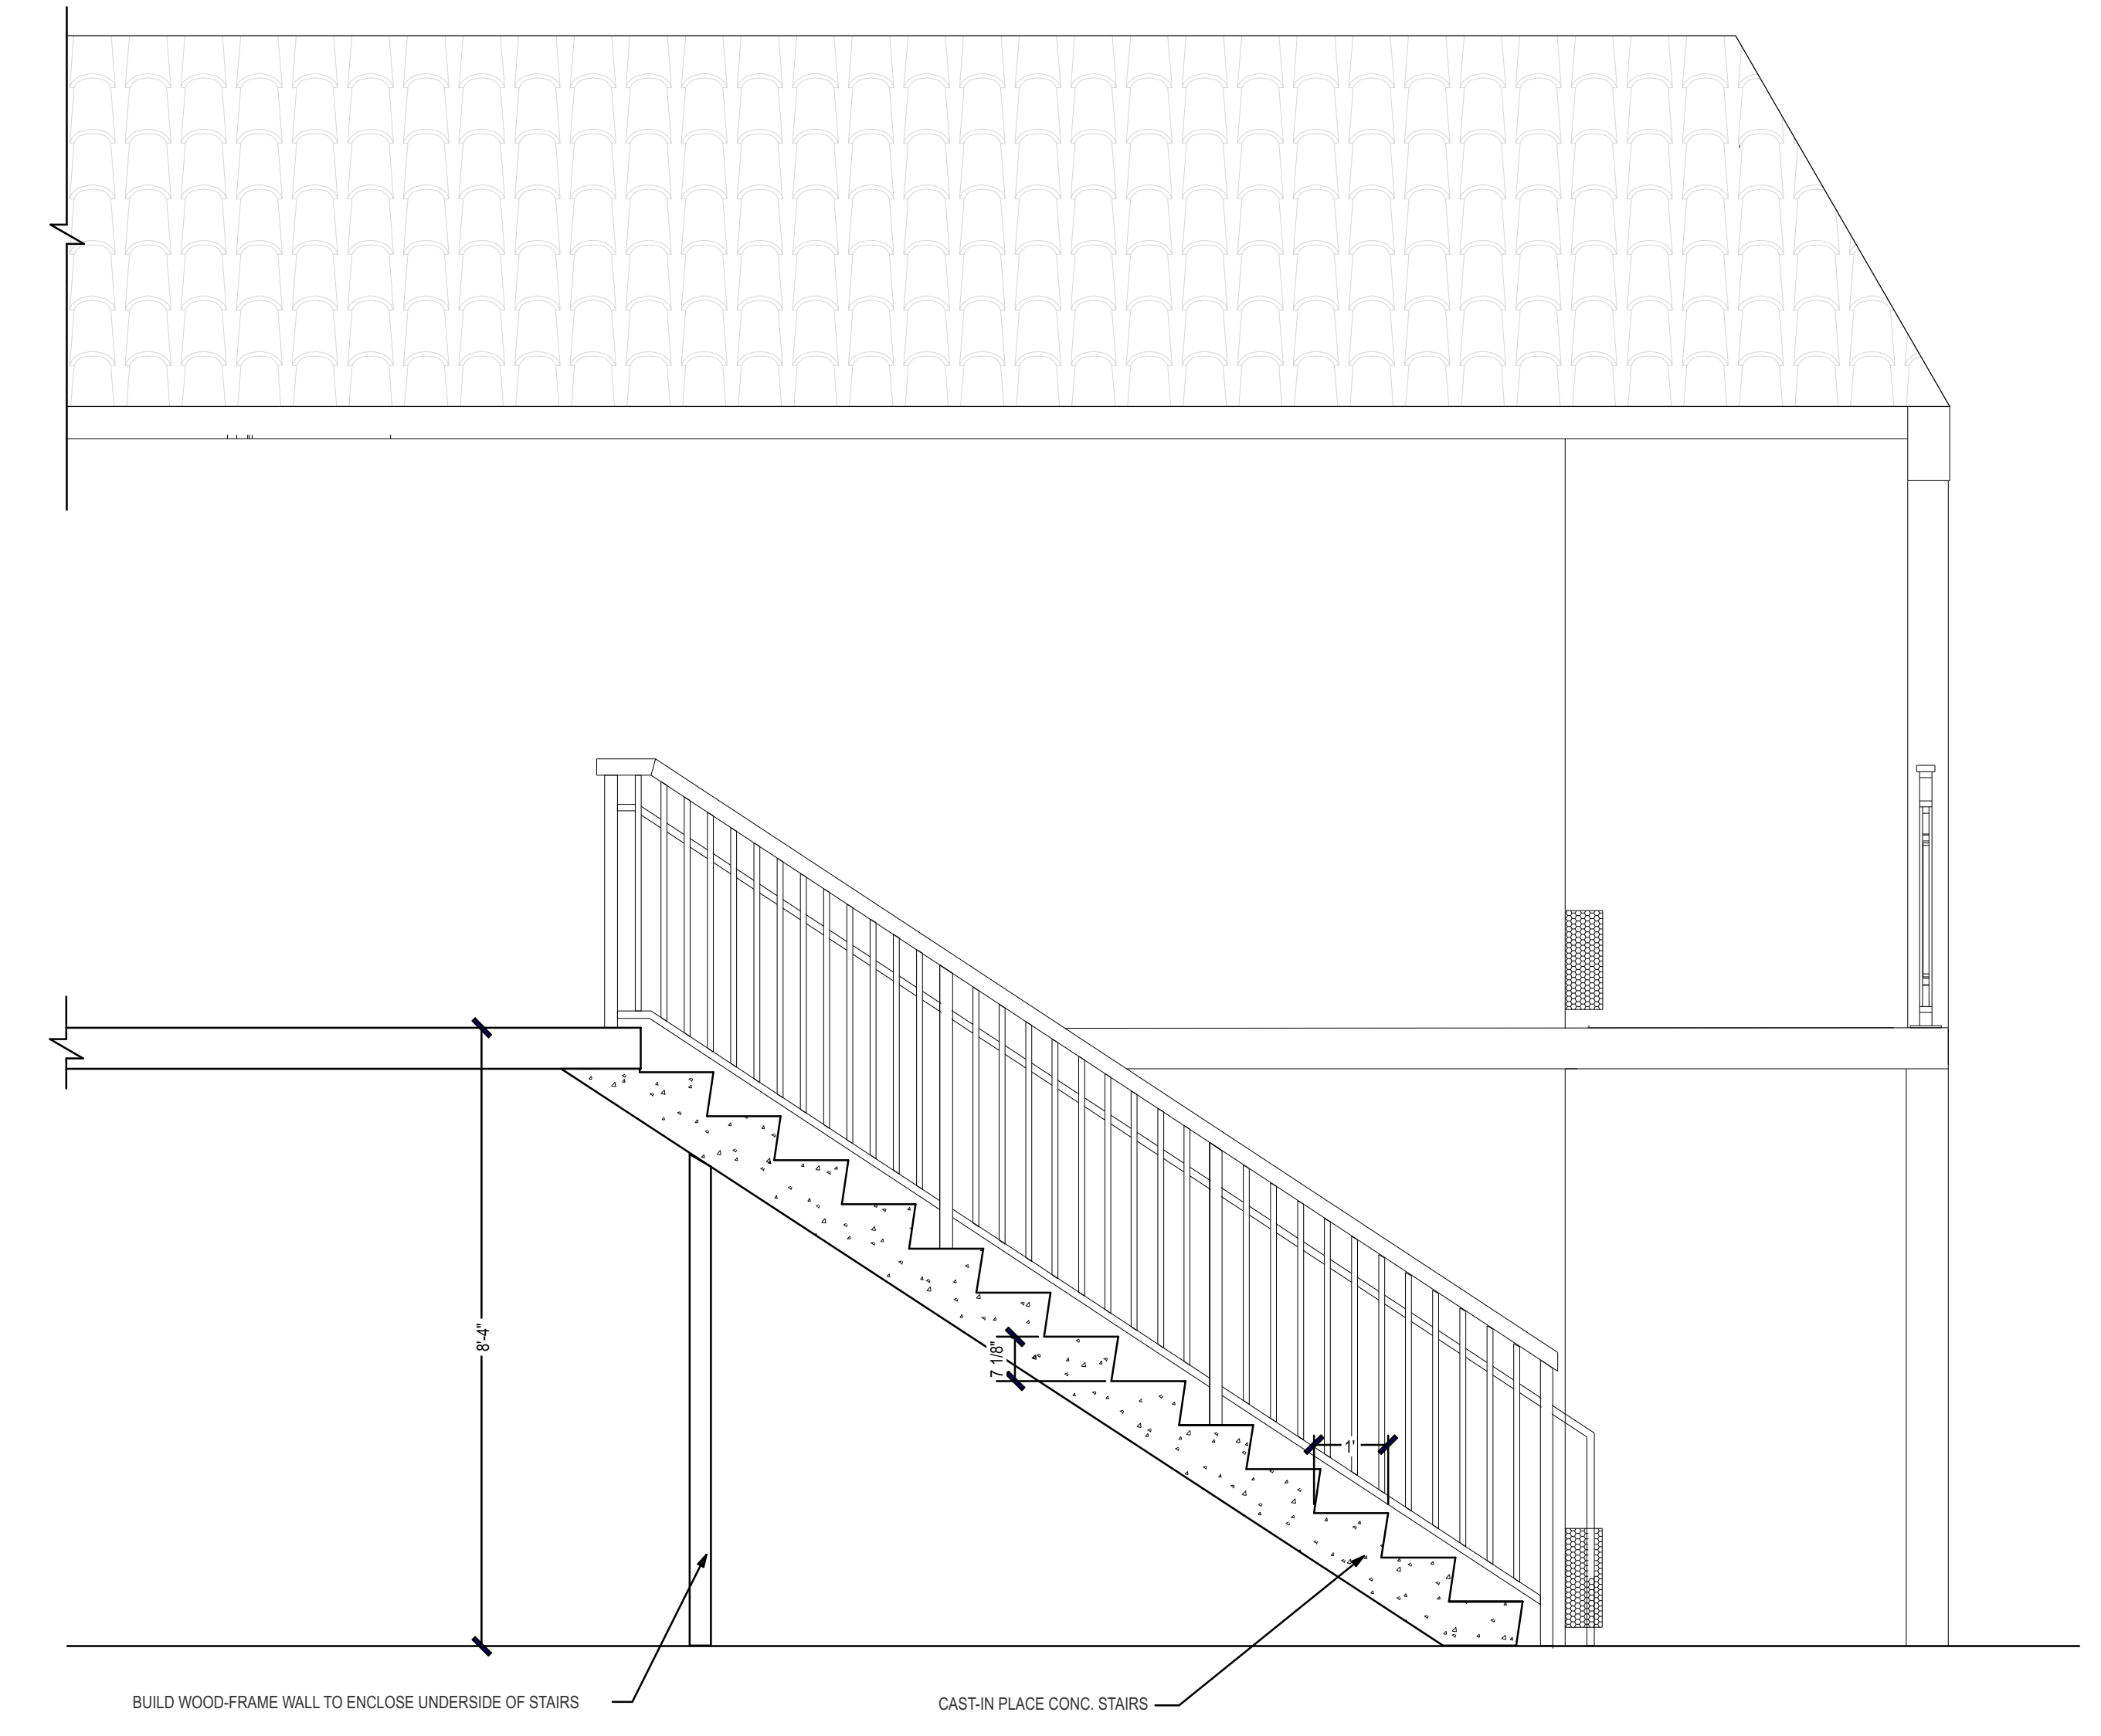 8'-4"
7 1/8"
1'
BUILD WOOD-FRAME WALL TO ENCLOSE UNDERSIDE OF STAIRS
CAST-IN PLACE CONC. STAIRS